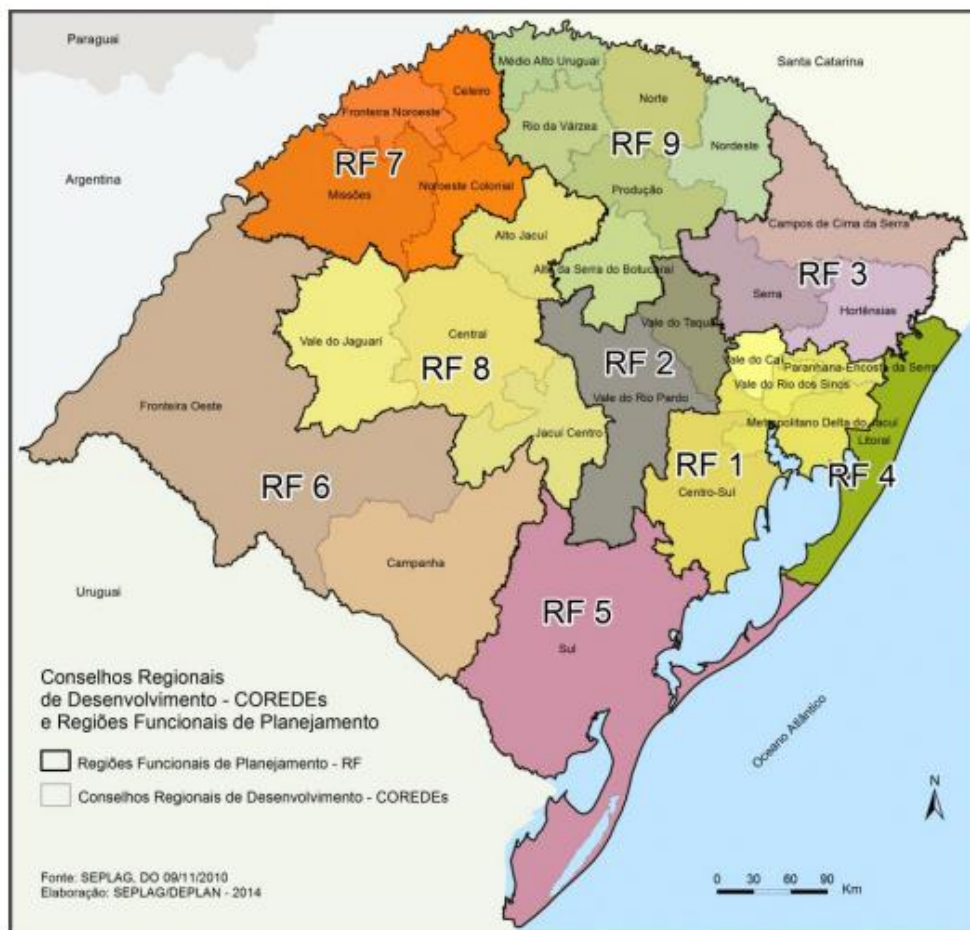 Paraguai
Santa Catarina
Argentina
Uruguai
Oceano Atlântico
Médio Alto Uruguai
Norte
Celeiro
Fronteira Noroeste
Rio da Várzea
RF 9
Nordeste
RF 7
Missões
Noroeste Colonial
Produção
Alto Jacuí
Campos de Cima da Serra
Alto da Serra do Botucaraí
RF 3
Serra
Hortênsias
Vale do Jaguari
Central
Vale do Taquari
RF 8
RF 2
Vale do Caí
Paranhana-Encosta da Serra
Vale do Rio dos Sinos
Vale do Rio Pardo
Fronteira Oeste
Jacuí Centro
Metropolitano Delta do Jacuí
Litoral
RF 6
RF 1
RF 4
Centro-Sul
Campanha
RF 5
Sul
Conselhos Regionais
de Desenvolvimento - COREDEs
e Regiões Funcionais de Planejamento
Regiões Funcionais de Planejamento - RF
Conselhos Regionais de Desenvolvimento - COREDEs
Fonte: SEPLAG, DO 09/11/2010
Elaboração: SEPLAG/DEPLAN - 2014
N
0 30 60 90
Km